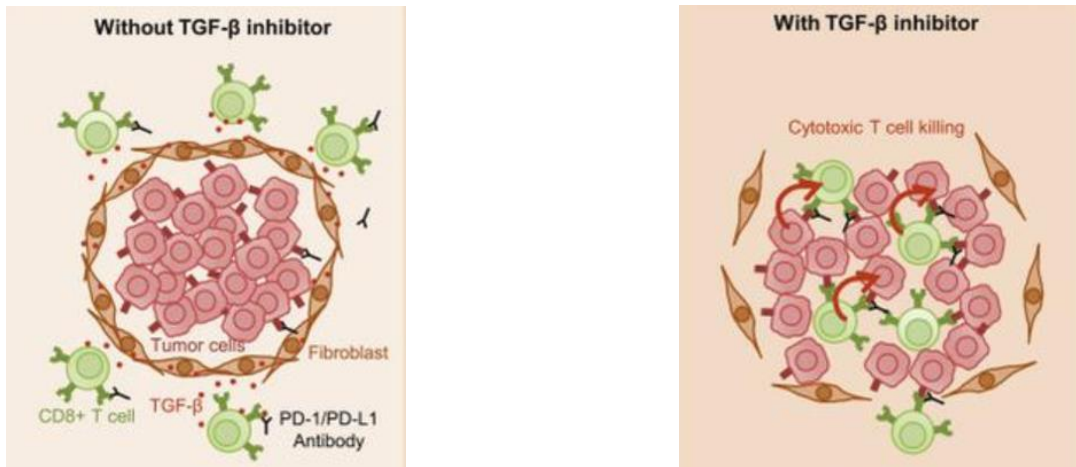 Without TGF-β inhibitor
Tumor cells
Fibroblast
TGF-β
CD8+ T cell
PD-1/PD-L1
Antibody
With TGF-β inhibitor
Cytotoxic T cell killing